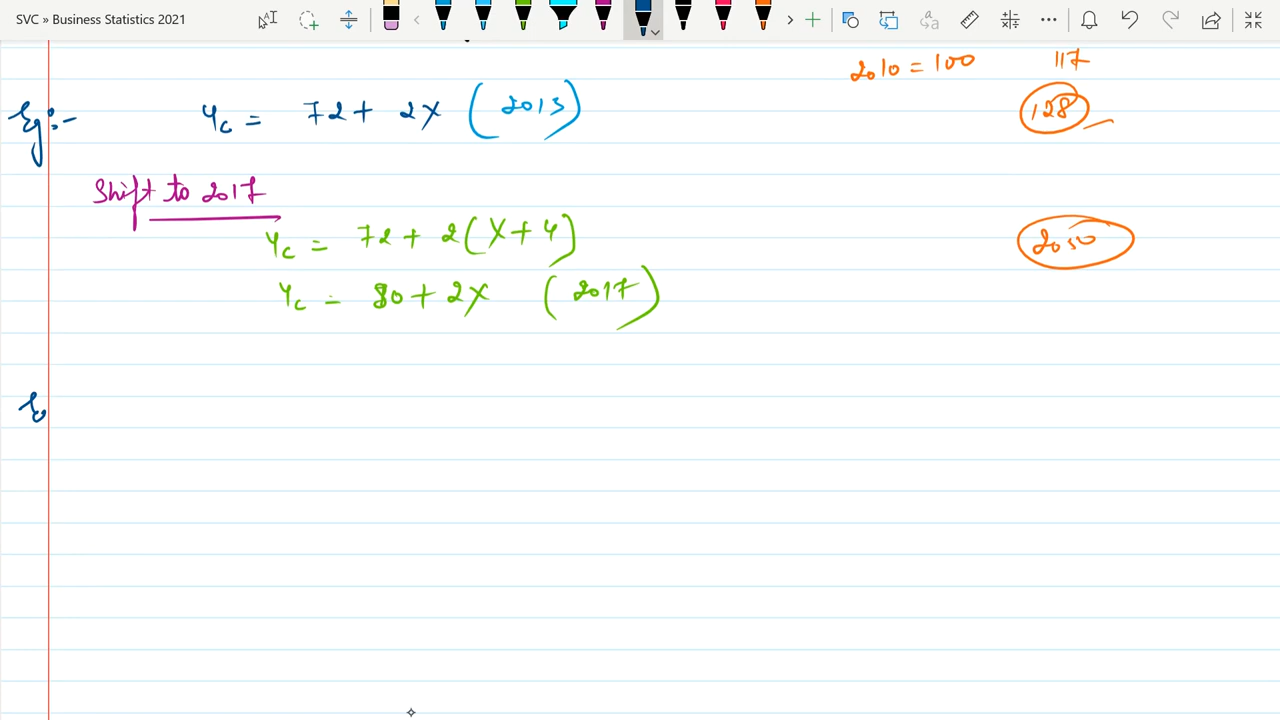 SVC » Business Statistics 2021
2010 = 100 117
Eg:- Yc = 72 + 2X (2013) 128
Shift to 2017
Yc = 72 + 2(X + 4) 2030
Yc = 80 + 2X (2017)